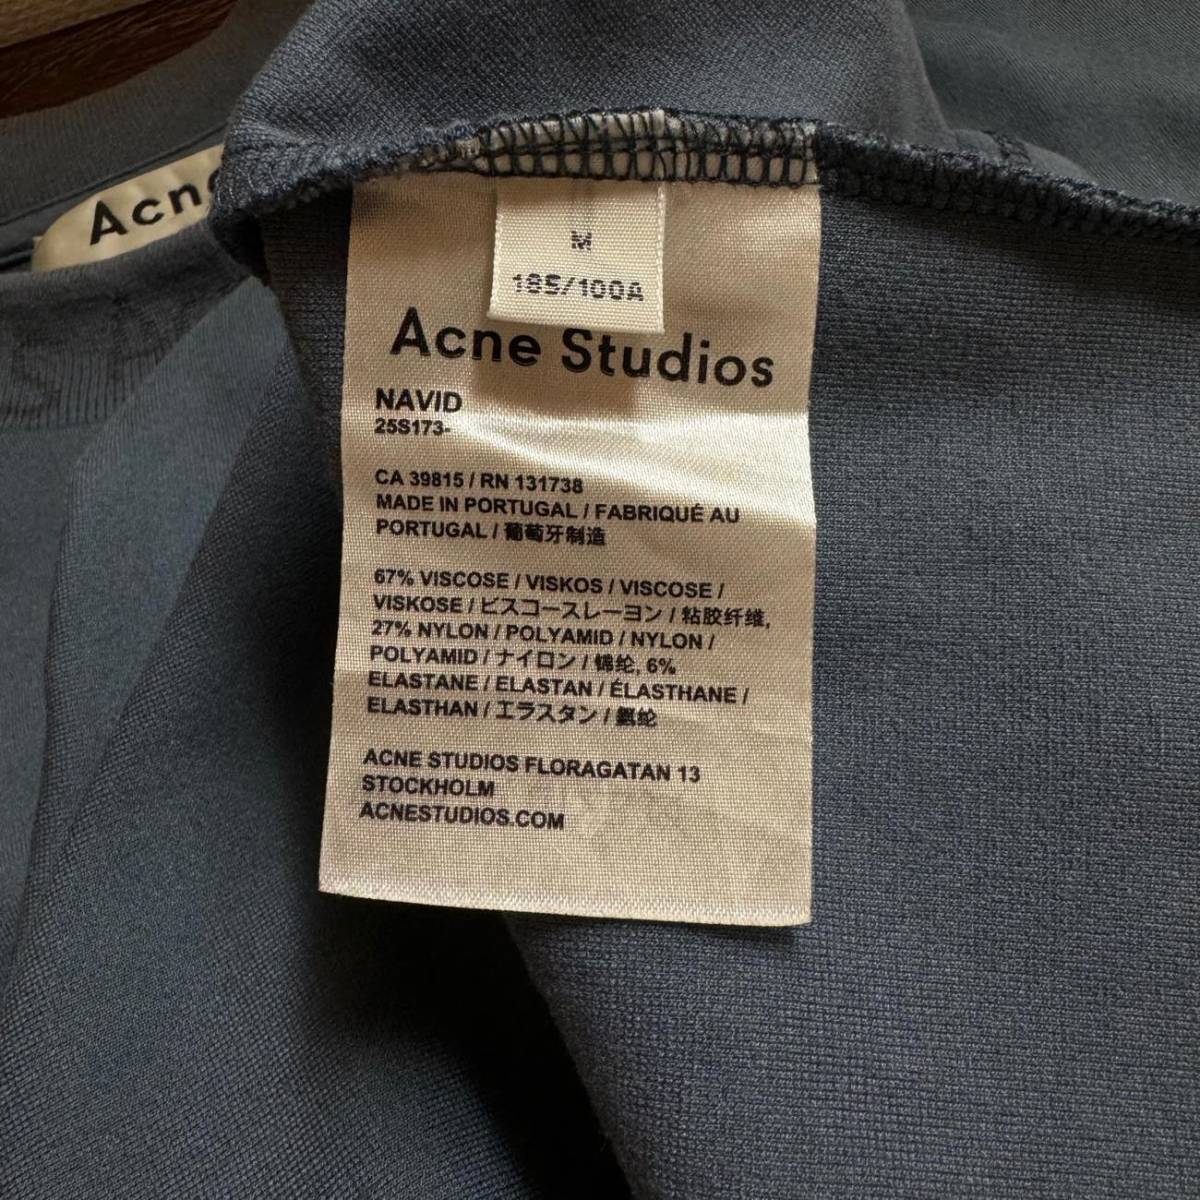 Acn
M
185/100A
Acne Studios
NAVID
25S173-
CA 39815 / RN 131738
MADE IN PORTUGAL / FABRIQUÉ AU
PORTUGAL / 葡萄牙制造
67% VISCOSE / VISKOS / VISCOSE /
VISKOSE / ビスコースレーヨン / 粘胶纤维,
27% NYLON / POLYAMID / NYLON /
POLYAMID / ナイロン / 锦纶, 6%
ELASTANE / ELASTAN / ÉLASTHANE /
ELASTHAN / エラスタン / 氨纶
ACNE STUDIOS FLORAGATAN 13
STOCKHOLM
ACNESTUDIOS.COM